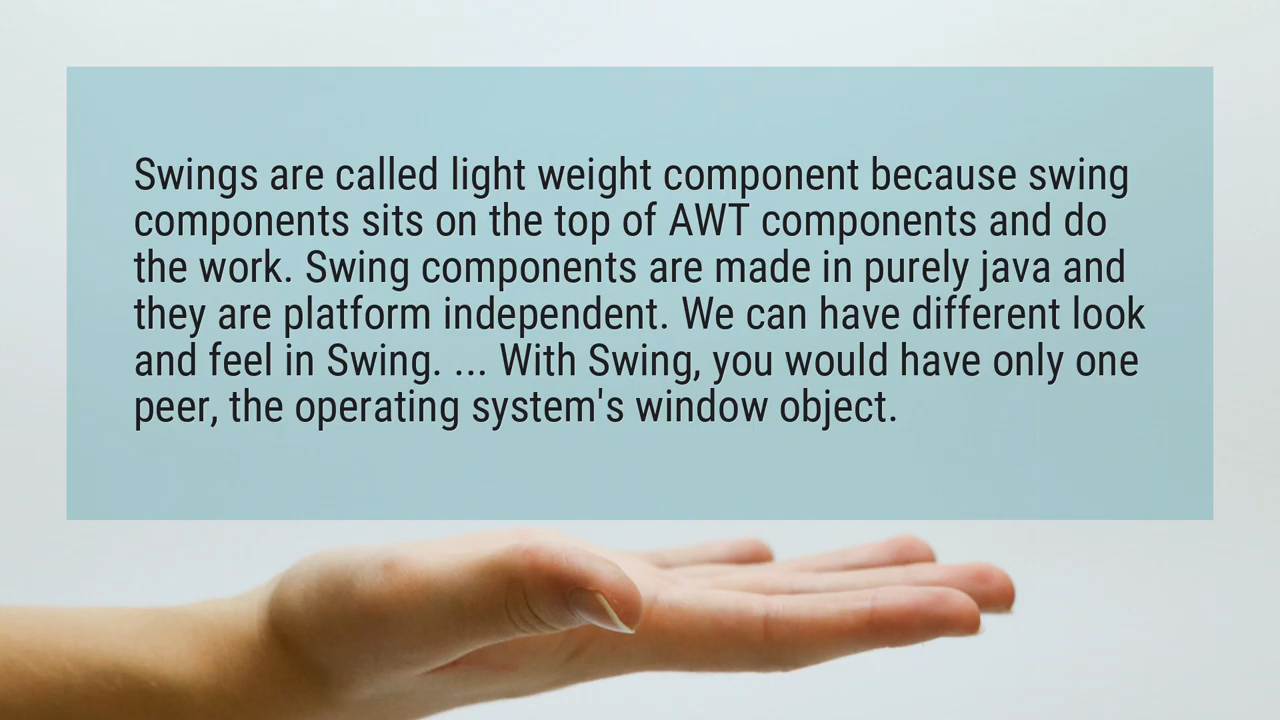 Swings are called light weight component because swing
components sits on the top of AWT components and do
the work. Swing components are made in purely java and
they are platform independent. We can have different look
and feel in Swing. ... With Swing, you would have only one
peer, the operating system's window object.